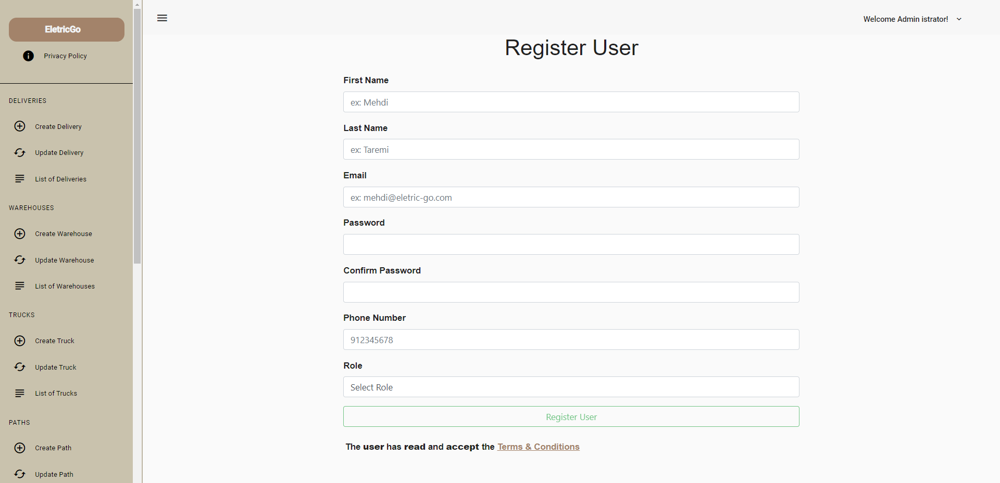 EletricGo
Privacy Policy
DELIVERIES
Create Delivery
Update Delivery
List of Deliveries
WAREHOUSES
Create Warehouse
Update Warehouse
List of Warehouses
TRUCKS
Create Truck
Update Truck
List of Trucks
PATHS
Create Path
Update Path
Welcome Admin istrator!
Register User
First Name
ex: Mehdi
Last Name
ex: Taremi
Email
ex: mehdi@eletric-go.com
Password
Confirm Password
Phone Number
912345678
Role
Select Role
Register User
The user has read and accept the Terms & Conditions